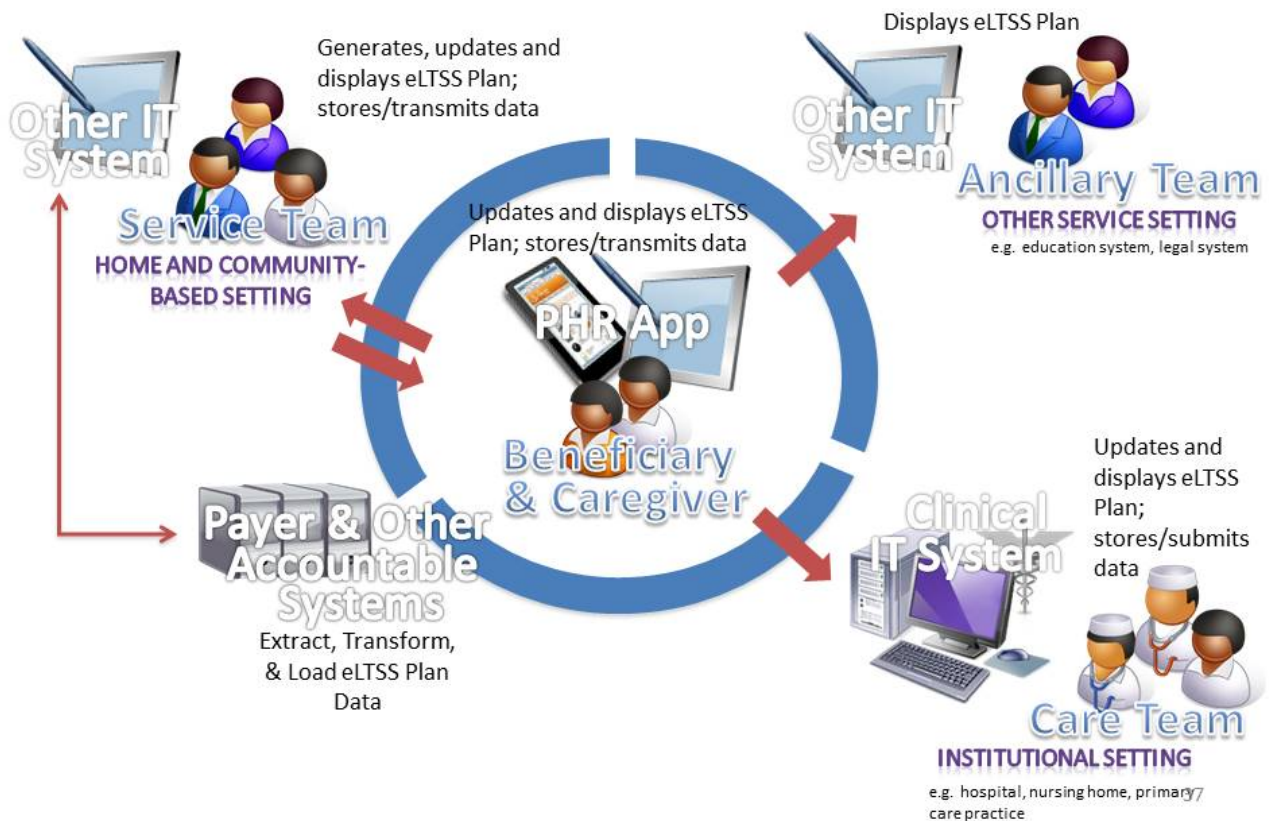 Generates, updates and
displays eLTSS Plan;
stores/transmits data
Other IT
System
Service Team
HOME AND COMMUNITY-
BASED SETTING
Displays eLTSS Plan
Other IT
System
Ancillary Team
OTHER SERVICE SETTING
e.g. education system, legal system
Updates and displays eLTSS
Plan; stores/transmits data
PHR App
Beneficiary
& Caregiver
Payer & Other
Accountable
Systems
Extract, Transform,
& Load eLTSS Plan
Data
Updates and
displays eLTSS
Plan;
stores/submits
data
Clinical
IT System
Care Team
INSTITUTIONAL SETTING
e.g. hospital, nursing home, primary
care practice
37